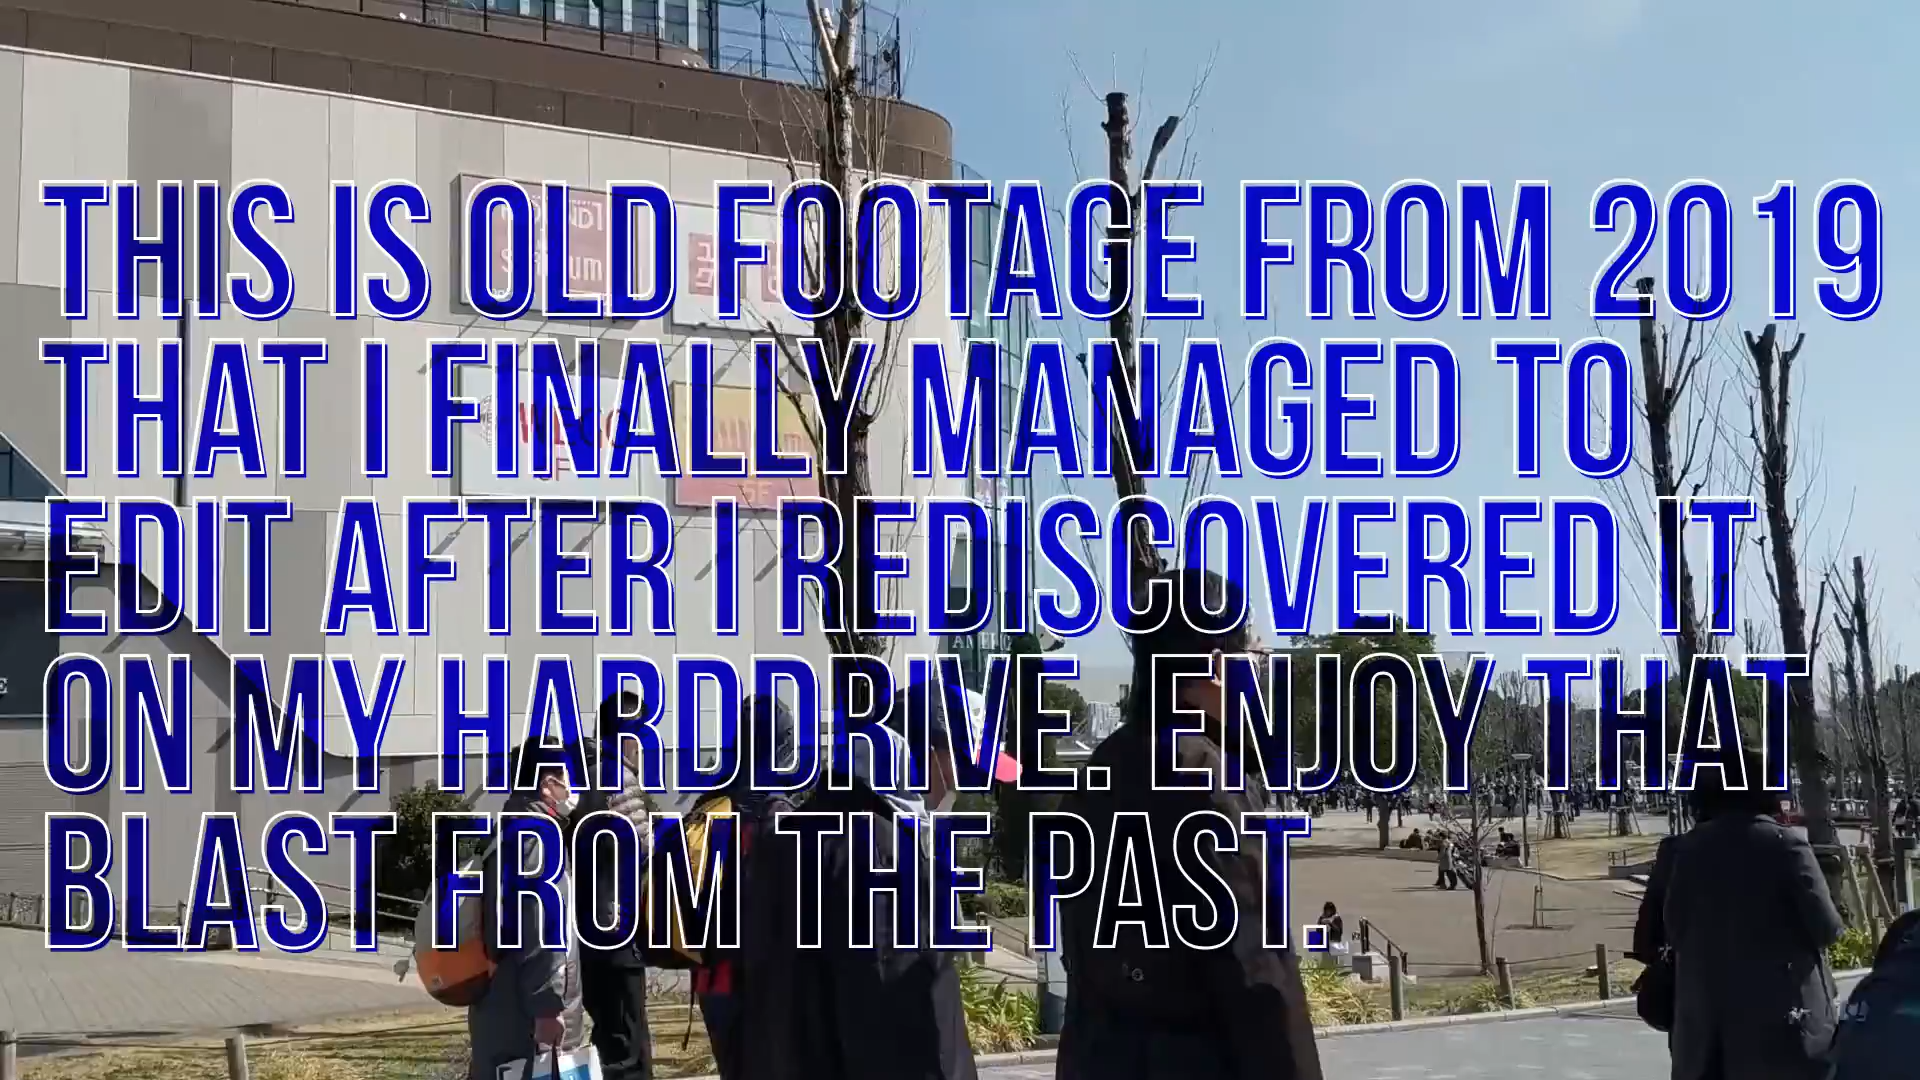 THIS IS OLD FOOTAGE FROM 2019
THAT I FINALLY MANAGED TO
EDIT AFTER I REDISCOVERED IT
ON MY HARDDRIVE. ENJOY THAT
BLAST FROM THE PAST.